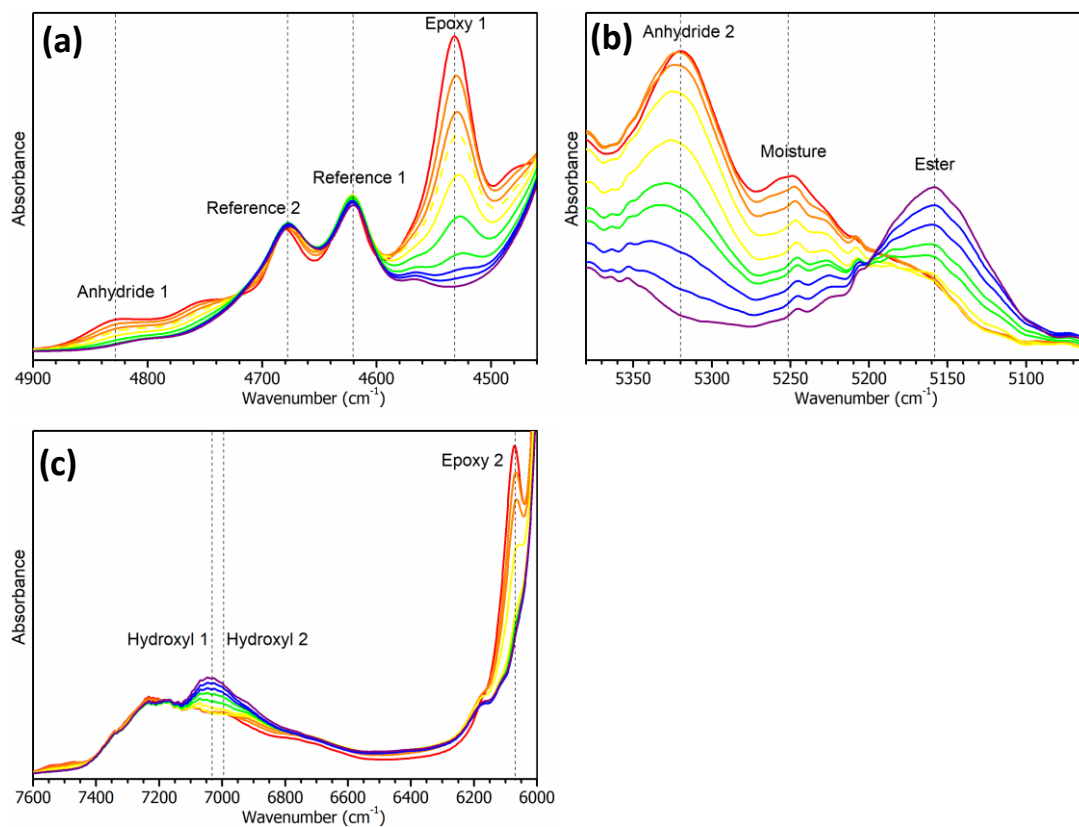 (a)
Epoxy 1
Reference 1
Reference 2
Anhydride 1
Absorbance
4900 4800 4700 4600 4500
Wavenumber (cm-1)
(b)
Anhydride 2
Moisture
Ester
Absorbance
5350 5300 5250 5200 5150 5100
Wavenumber (cm-1)
(c)
Epoxy 2
Hydroxyl 1
Hydroxyl 2
Absorbance
7600 7400 7200 7000 6800 6600 6400 6200 6000
Wavenumber (cm-1)